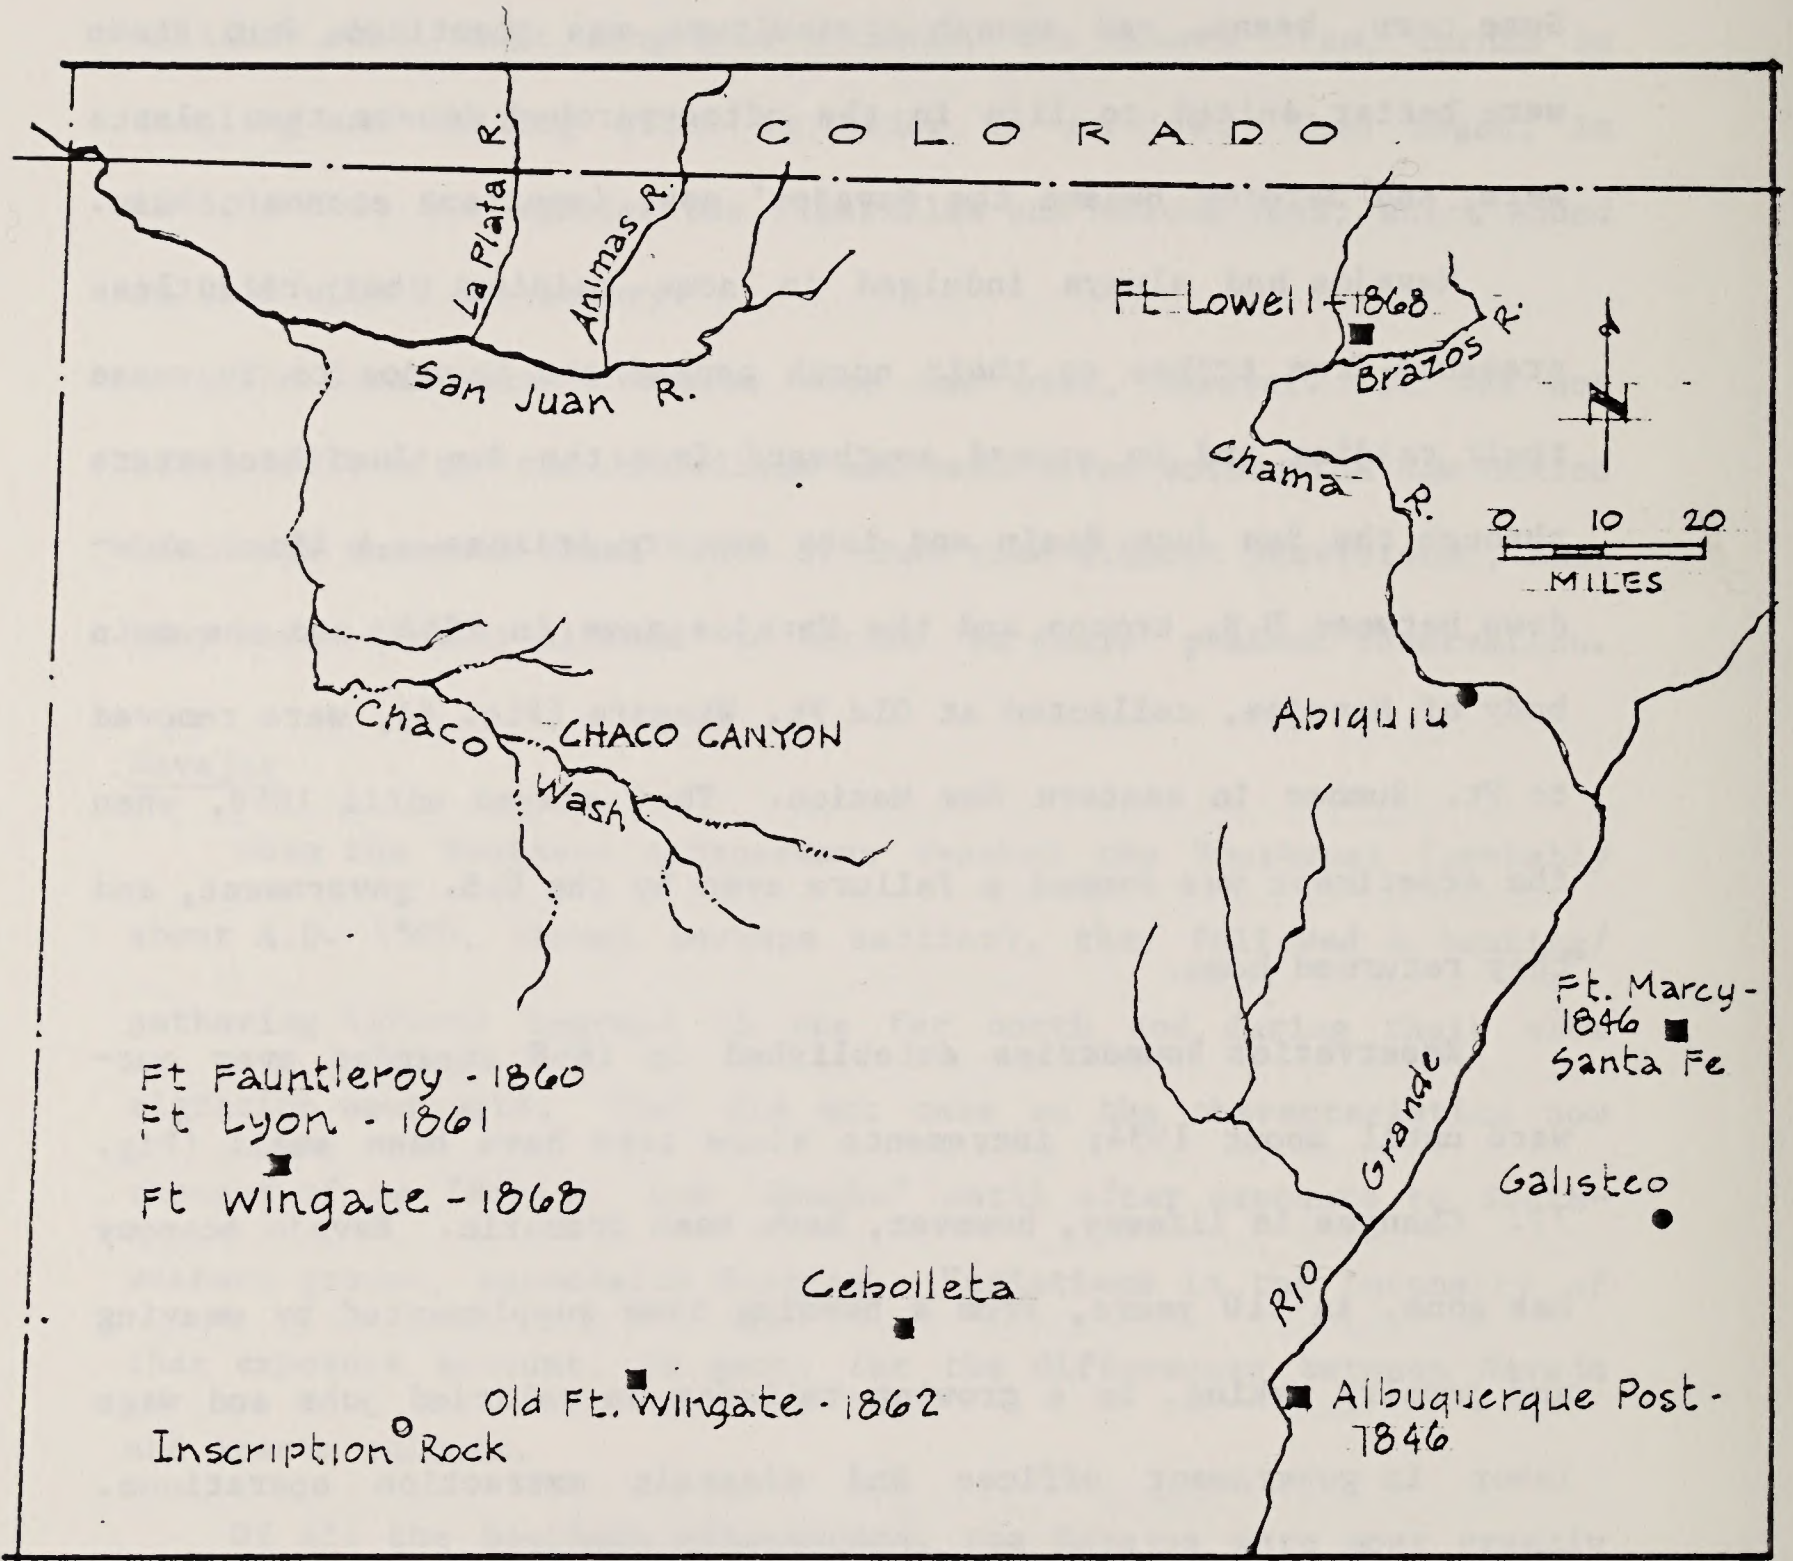 COLORADO
La Plata R.
Animas R.
San Juan R.
Ft Lowell-1868
Brazos R.
N
Chama R.
0 10 20
MILES
Abiquiu
Chaco
CHACO CANYON
Wash
Ft. Marcy-
1846
Santa Fe
Ft Fauntleroy - 1860
Ft Lyon - 1861
Ft Wingate - 1868
Galisteo
Rio Grande
Cebolleta
Old Ft. Wingate - 1862
Inscription Rock
Albuquerque Post-
1846